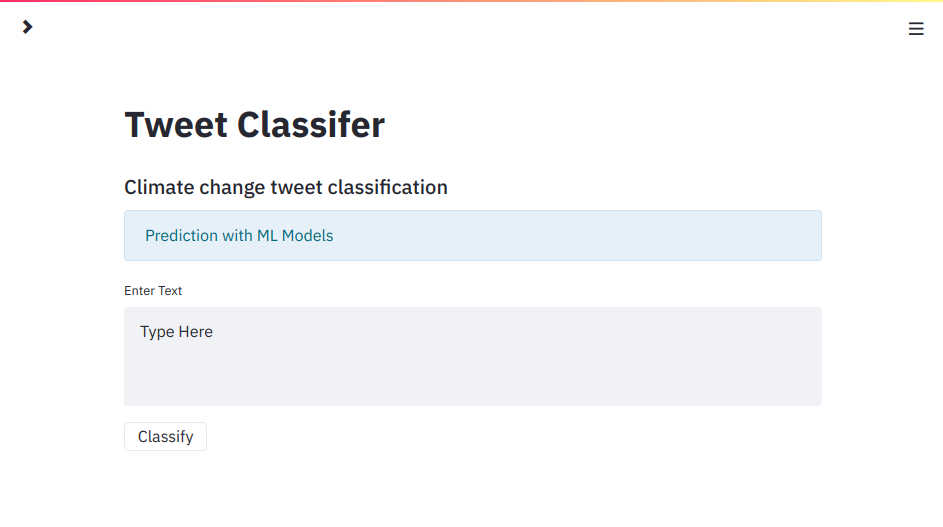 Tweet Classifer
Climate change tweet classification
Prediction with ML Models
Enter Text
Type Here
Classify